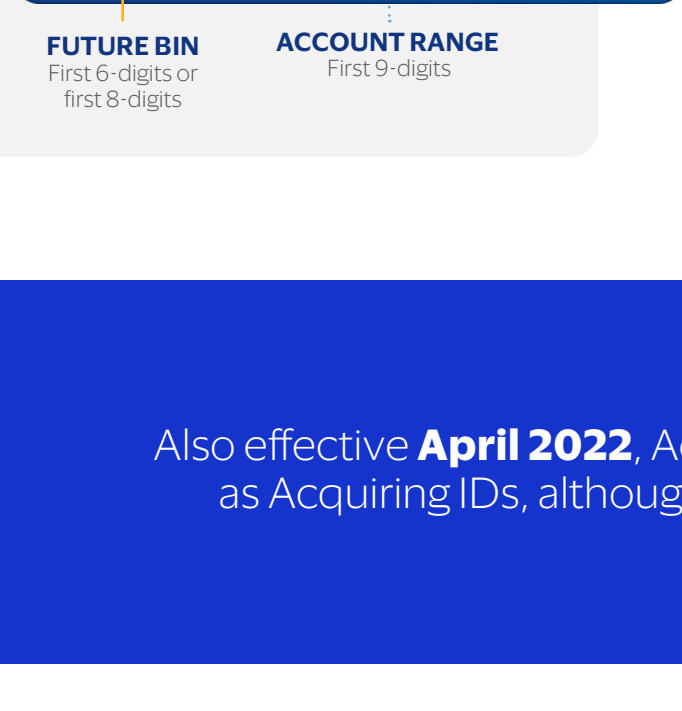 FUTURE BIN
First 6-digits or
first 8-digits
ACCOUNT RANGE
First 9-digits
Also effective April 2022,
as Acquiring IDs,